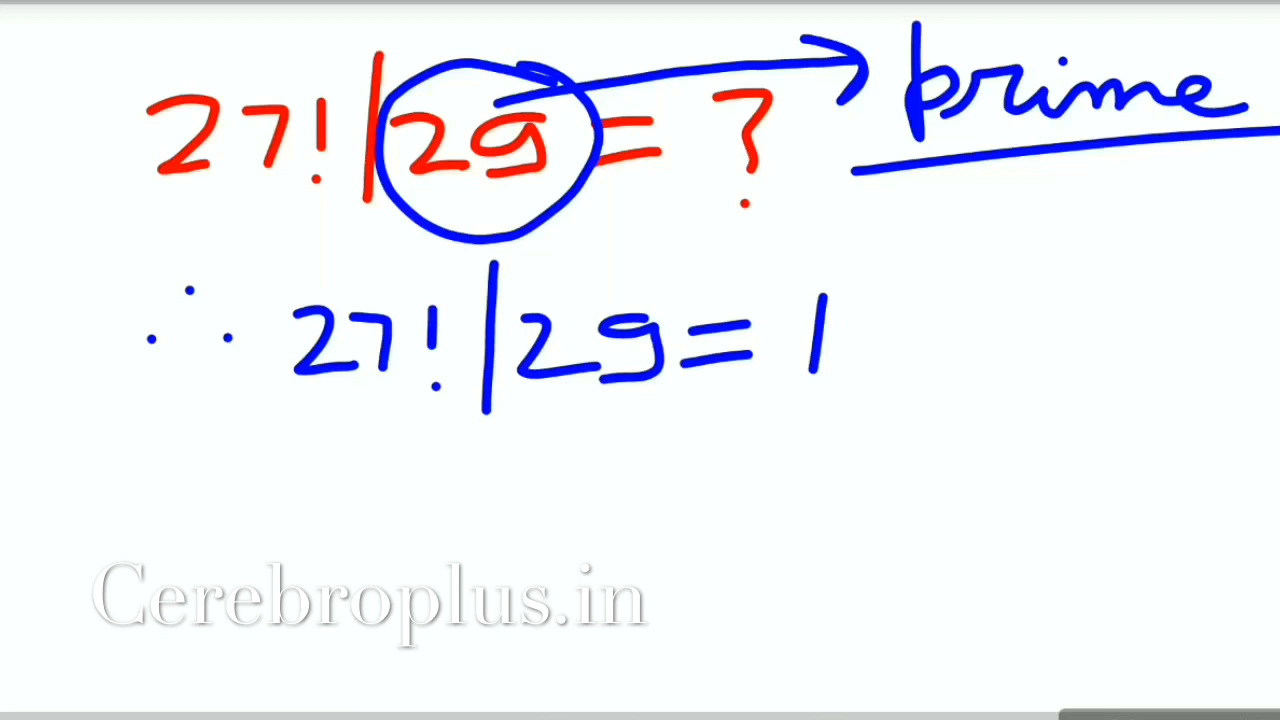 27! | 29 = ? prime
∴ 27! | 29 = 1
Cerebroplus.in